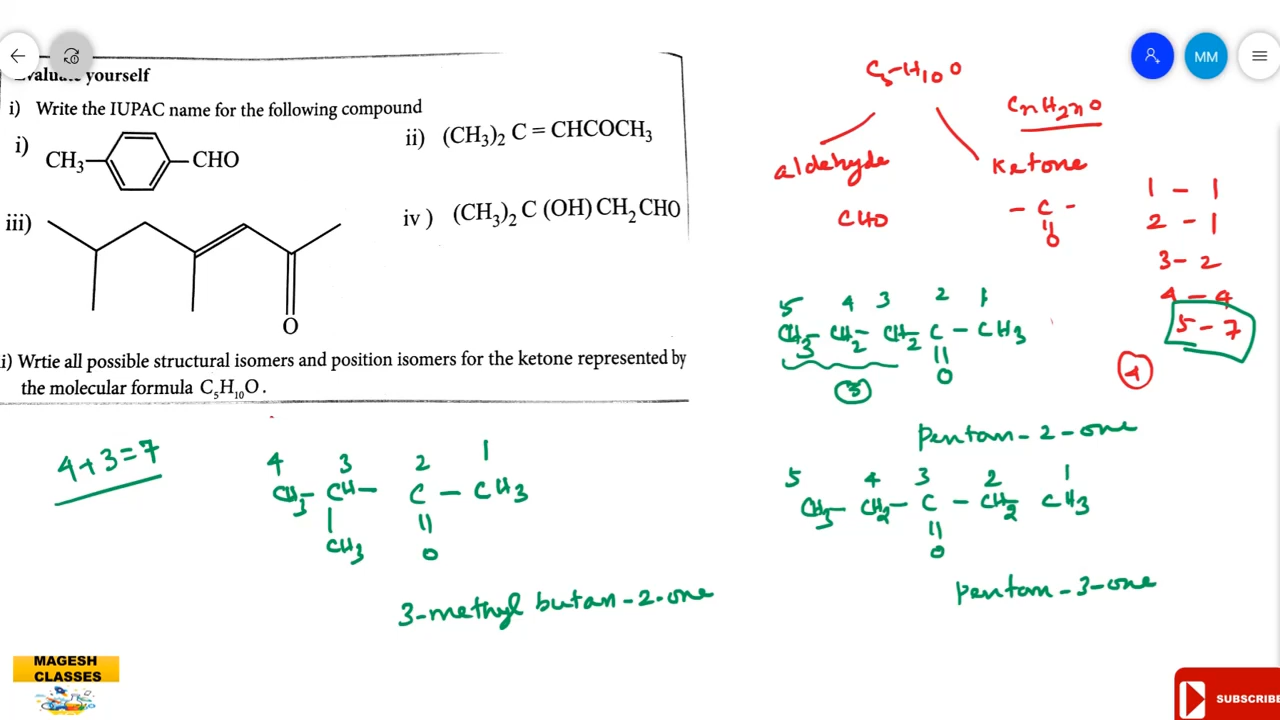 Evaluate yourself
i) Write the IUPAC name for the following compound
i) CH₃ CHO
ii) (CH₃)₂ C = CHCOCH₃
iii) O
iv ) (CH₃)₂ C (OH) CH₂CHO
i) Wrtie all possible structural isomers and position isomers for the ketone represented by
the molecular formula C₅H₁₀O.
C₅H₁₀O
CₙH₂ₙO
aldehyde
ketone
CHO
- C -
O
1 - 1
2 - 1
3 - 2
4 - 4
5 - 7
4
5 4 3 2 1
CH₃- CH₂- CH₂ C - CH₃
O
3
pentan-2-one
5 4 3 2 1
CH₃- CH₂- C - CH₂ CH₃
O
pentan-3-one
4+3=7
4 3 2 1
CH₃- CH- C - CH₃
CH₃ O
3-methyl butan-2-one
MM
MAGESH
CLASSES
SUBSCRIBE